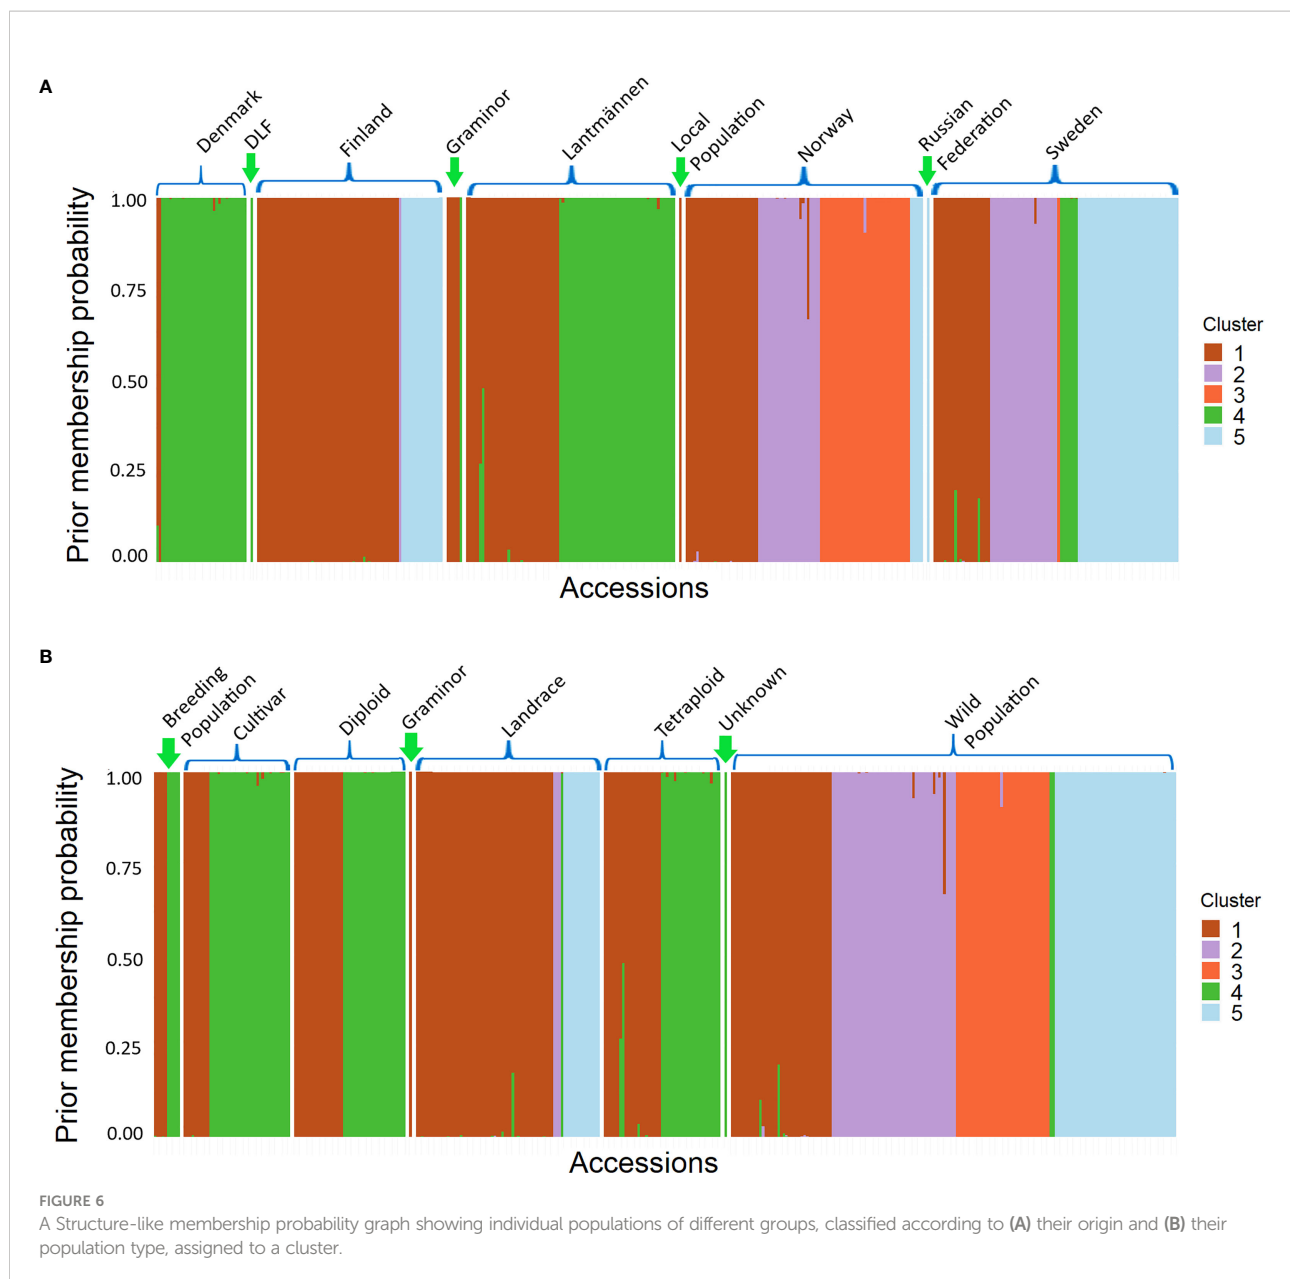 A
Denmark
DLF
Finland
Graminor
Lantmännen
Local
Population
Norway
Russian
Federation
Sweden
Prior membership probability
1.00
0.75
0.50
0.25
0.00
Accessions
Cluster
1
2
3
4
5
B
Breeding
Population
Cultivar
Diploid
Graminor
Landrace
Tetraploid
Unknown
Wild
Population
Prior membership probability
1.00
0.75
0.50
0.25
0.00
Accessions
Cluster
1
2
3
4
5
FIGURE 6
A Structure-like membership probability graph showing individual populations of different groups, classified according to (A) their origin and (B) their
population type, assigned to a cluster.